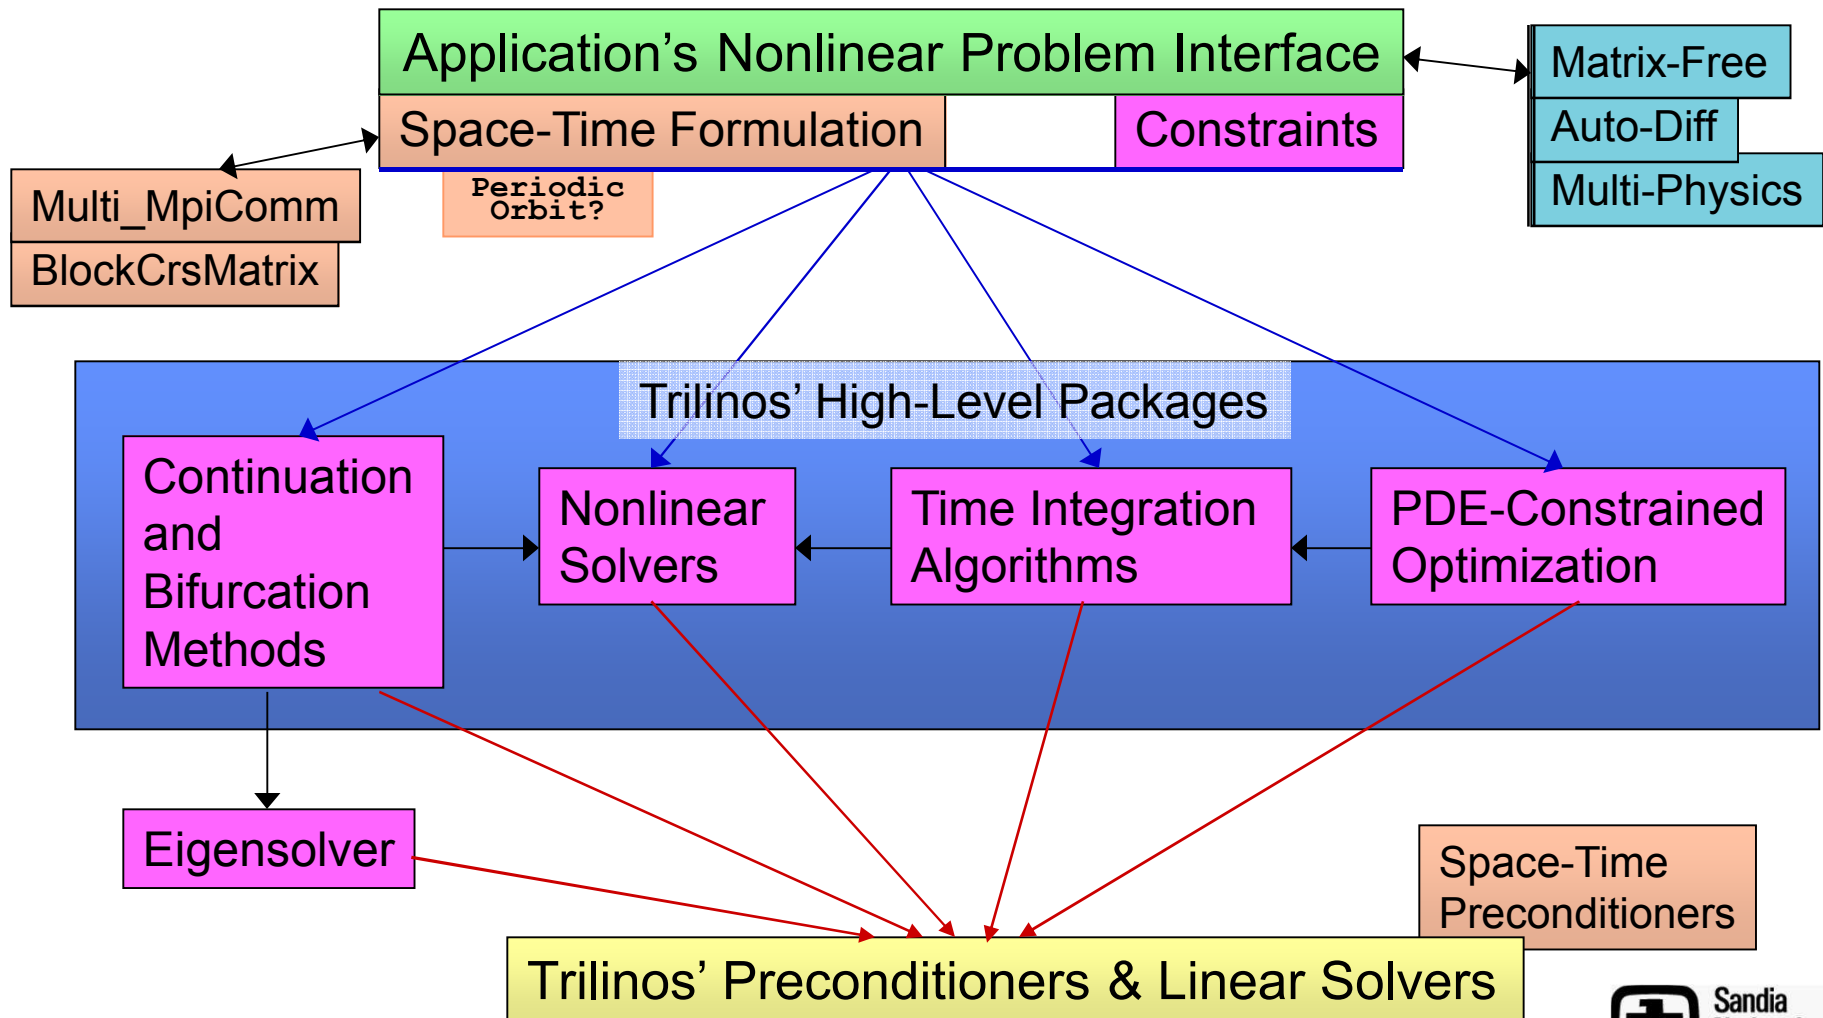 Application’s Nonlinear Problem Interface
Space-Time Formulation
Constraints
Matrix-Free
Auto-Diff
Multi-Physics
Multi_MpiComm
BlockCrsMatrix
Periodic
Orbit?
Trilinos’ High-Level Packages
Continuation
and
Bifurcation
Methods
Nonlinear
Solvers
Time Integration
Algorithms
PDE-Constrained
Optimization
Eigensolver
Space-Time
Preconditioners
Trilinos’ Preconditioners & Linear Solvers
Sandia